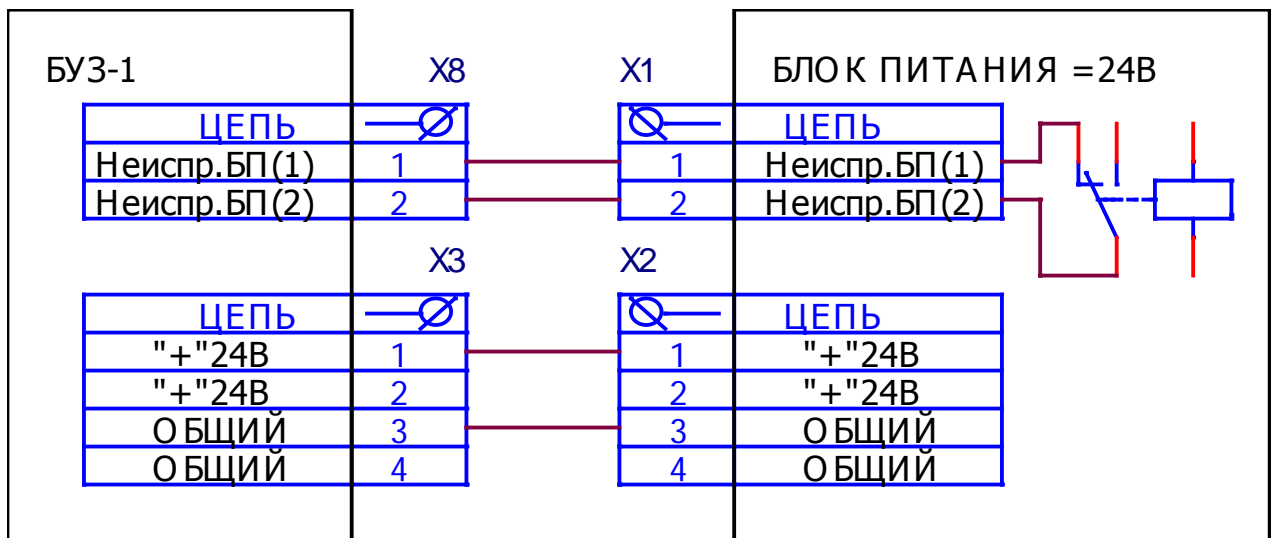 БУЗ-1 X8 X1 БЛОК ПИТАНИЯ =24В
ЦЕПЬ ЦЕПЬ
Неиспр.БП(1) 1 1 Неиспр.БП(1)
Неиспр.БП(2) 2 2 Неиспр.БП(2)
X3 X2
ЦЕПЬ ЦЕПЬ
"+"24В 1 1 "+"24В
"+"24В 2 2 "+"24В
ОБЩИЙ 3 3 ОБЩИЙ
ОБЩИЙ 4 4 ОБЩИЙ